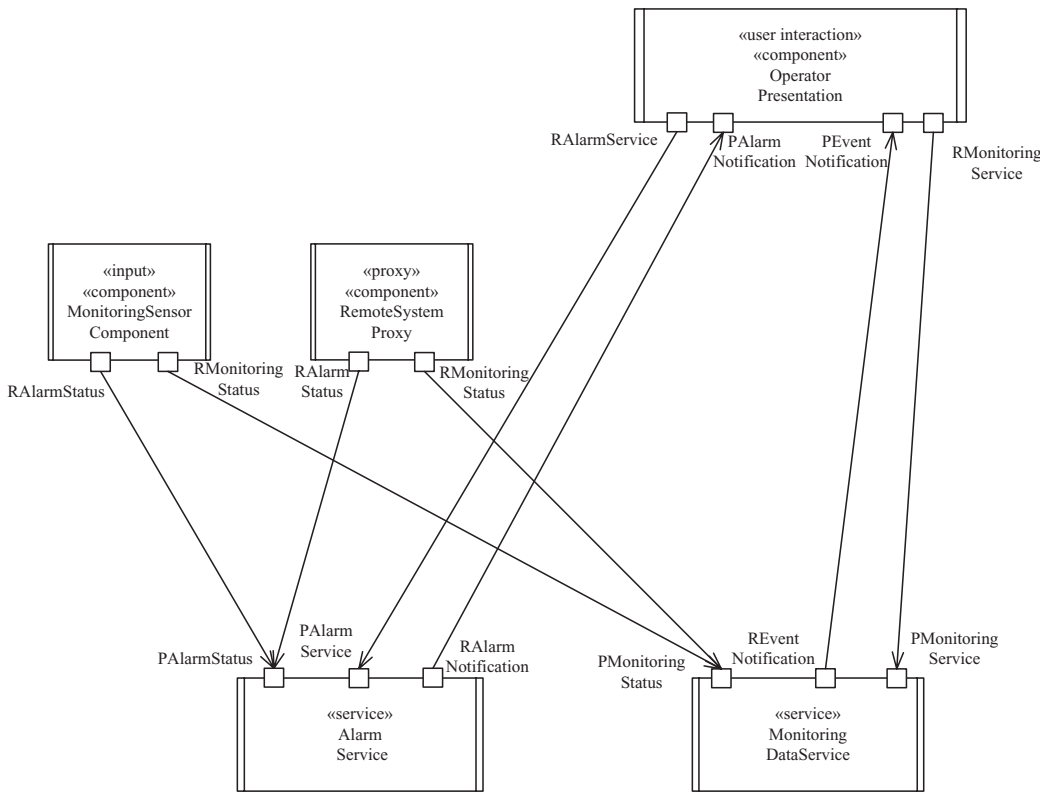 «user interaction»
«component»
Operator
Presentation
RAlarmService
PAlarm
Notification
PEvent
Notification
RMonitoring
Service
«input»
«component»
MonitoringSensor
Component
«proxy»
«component»
RemoteSystem
Proxy
RAlarmStatus
RMonitoring
Status
RAlarm
Status
RMonitoring
Status
PAlarmStatus
PAlarm
Service
RAlarm
Notification
PMonitoring
Status
REvent
Notification
PMonitoring
Service
«service»
Alarm
Service
«service»
Monitoring
DataService